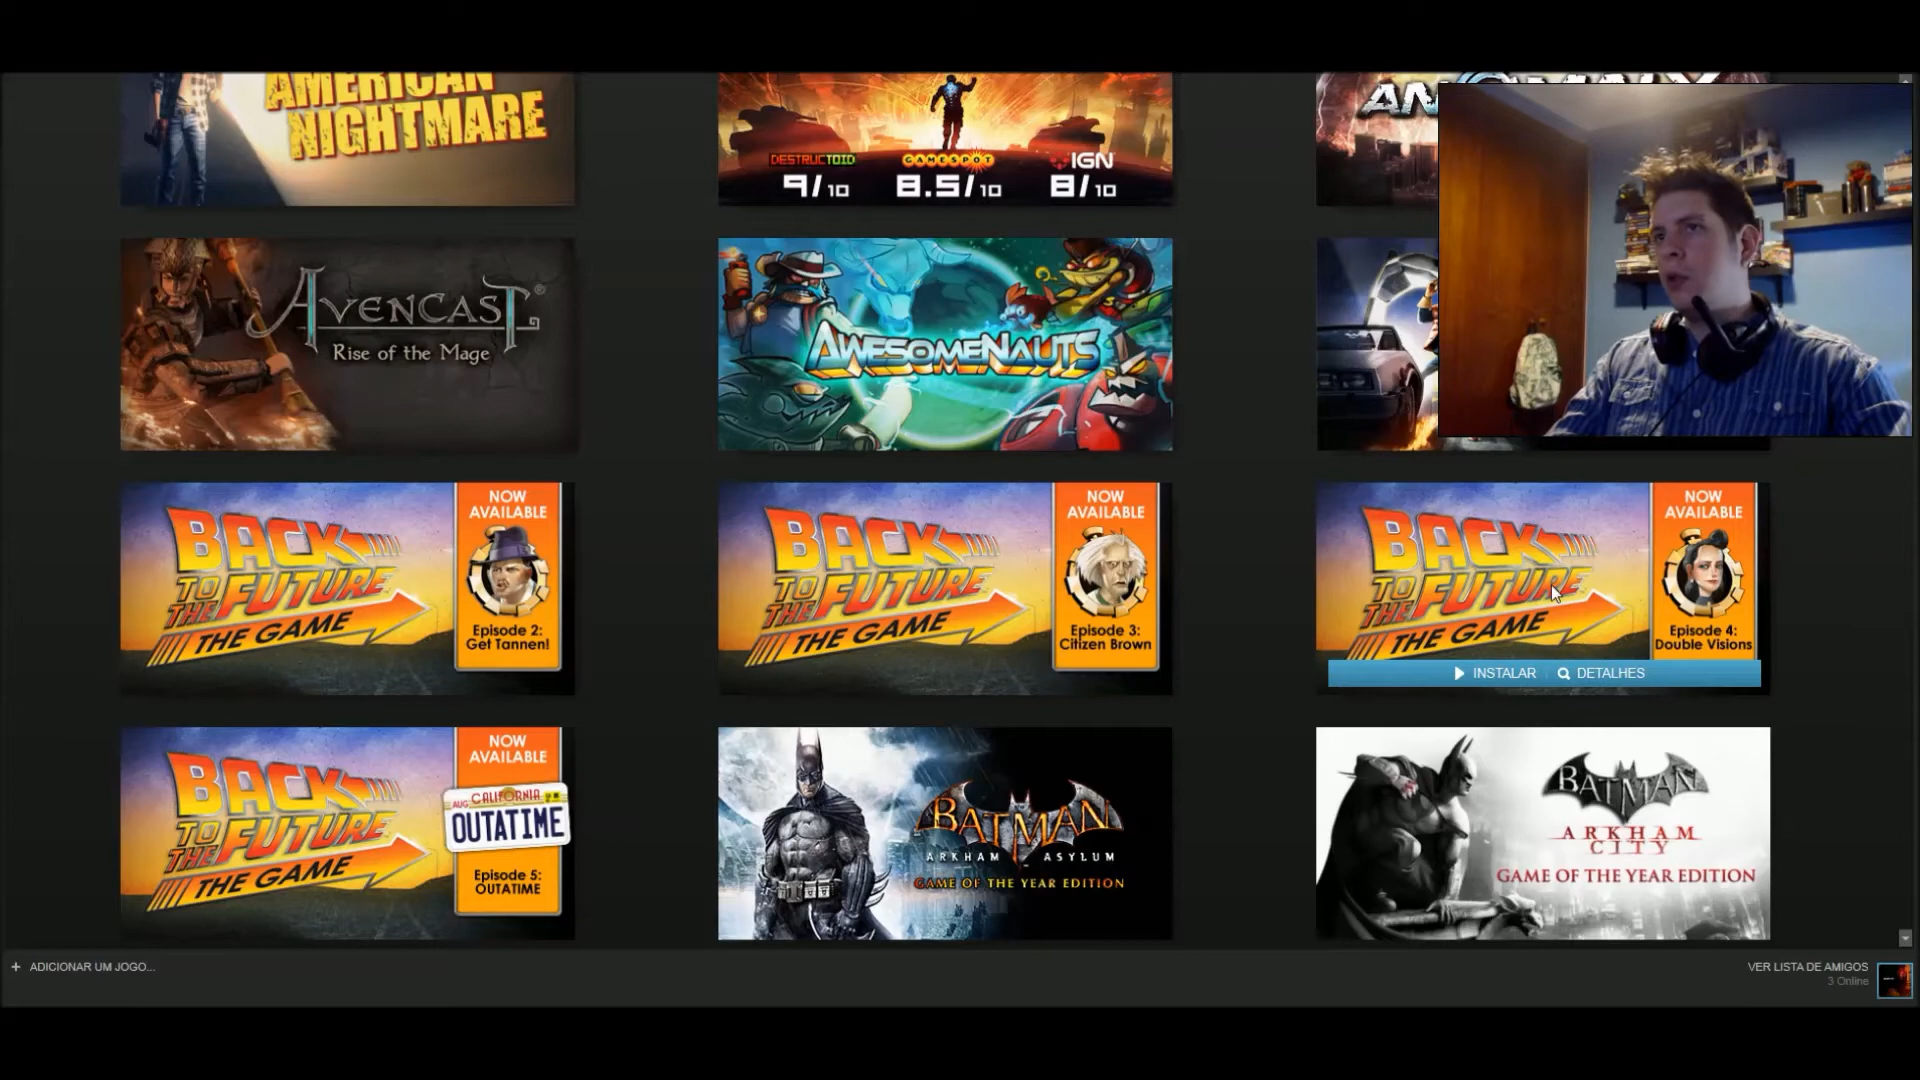 AMERICAN
NIGHTMARE
DESTRUCTOID
9/10
GAMESPOT
8.5/10
IGN
8/10
AVENCAST®
Rise of the Mage
AWESOMENAUTS
BACK
TO THE FUTURE
THE GAME
NOW
AVAILABLE
Episode 2:
Get Tannen!
BACK
TO THE FUTURE
THE GAME
NOW
AVAILABLE
Episode 3:
Citizen Brown
BACK
TO THE FUTURE
THE GAME
NOW
AVAILABLE
Episode 4:
Double Visions
INSTALAR
DETALHES
BACK
TO THE FUTURE
THE GAME
NOW
AVAILABLE
AUG CALIFORNIA
OUTATIME
Episode 5:
OUTATIME
BATMAN
ARKHAM ASYLUM
GAME OF THE YEAR EDITION
BATMAN
ARKHAM
CITY
GAME OF THE YEAR EDITION
+ ADICIONAR UM JOGO...
VER LISTA DE AMIGOS
3 Online